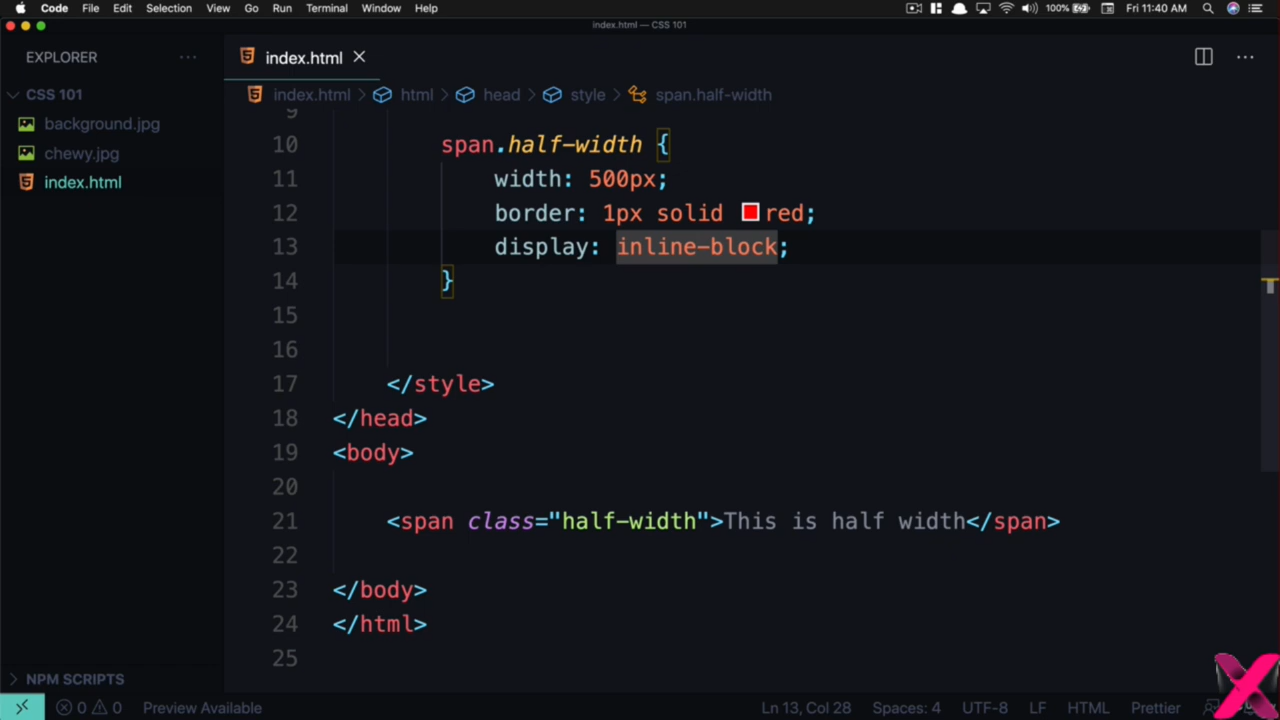 Code File Edit Selection View Go Run Terminal Window Help 100% Fri 11:40 AM
index.html — CSS 101
EXPLORER
index.html
CSS 101
index.html > html > head > style > span.half-width
background.jpg
chewy.jpg
index.html
9
10 span.half-width {
11 width: 500px;
12 border: 1px solid red;
13 display: inline-block;
14 }
15
16
17 </style>
18 </head>
19 <body>
20
21 <span class="half-width">This is half width</span>
22
23 </body>
24 </html>
25
NPM SCRIPTS
0 0 Preview Available Ln 13, Col 28 Spaces: 4 UTF-8 LF HTML Prettier